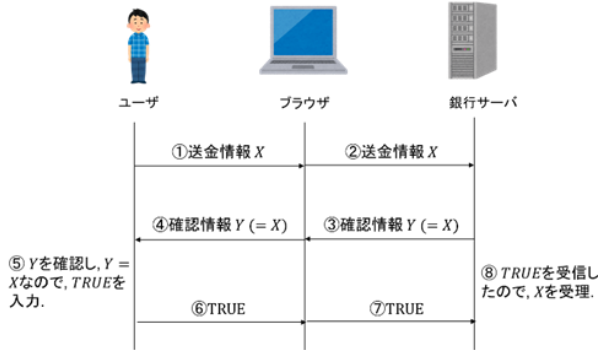 ユーザ
ブラウザ
銀行サーバ
①送金情報 X
②送金情報 X
④確認情報 Y (= X)
③確認情報 Y (= X)
⑤ Yを確認し, Y =
Xなので, TRUEを
入力.
⑧ TRUEを受信し
たので, Xを受理.
⑥TRUE
⑦TRUE